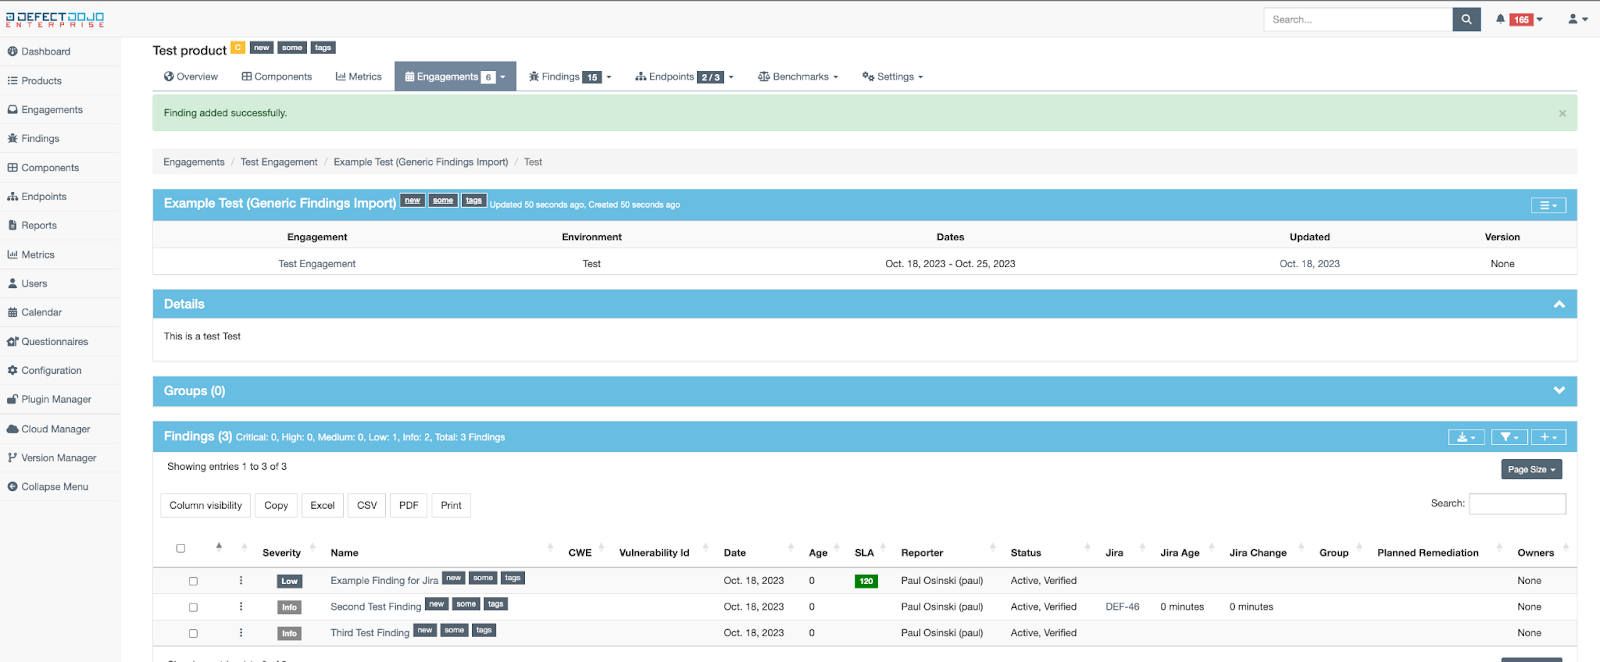 DEFECTDOJO
ENTERPRISE
Search...
165
Dashboard
Products
Engagements
Findings
Components
Endpoints
Reports
Metrics
Users
Calendar
Questionnaires
Configuration
Plugin Manager
Cloud Manager
Version Manager
Collapse Menu
Test product C new some tags
Overview Components Metrics Engagements 6 Findings 15 Endpoints 2 / 3 Benchmarks Settings
Finding added successfully. ×
Engagements / Test Engagement / Example Test (Generic Findings Import) / Test
Example Test (Generic Findings Import) new some tags Updated 50 seconds ago, Created 50 seconds ago
Engagement Environment Dates Updated Version
Test Engagement Test Oct. 18, 2023 - Oct. 25, 2023 Oct. 18, 2023 None
Details
This is a test Test
Groups (0)
Findings (3) Critical: 0, High: 0, Medium: 0, Low: 1, Info: 2, Total: 3 Findings
Showing entries 1 to 3 of 3
Page Size
Column visibility Copy Excel CSV PDF Print
Search:
Severity Name CWE Vulnerability Id Date Age SLA Reporter Status Jira Jira Age Jira Change Group Planned Remediation Owners
Low Example Finding for Jira new some tags Oct. 18, 2023 0 120 Paul Osinski (paul) Active, Verified None
Info Second Test Finding new some tags Oct. 18, 2023 0 Paul Osinski (paul) Active, Verified DEF-46 0 minutes 0 minutes None
Info Third Test Finding new some tags Oct. 18, 2023 0 Paul Osinski (paul) Active, Verified None